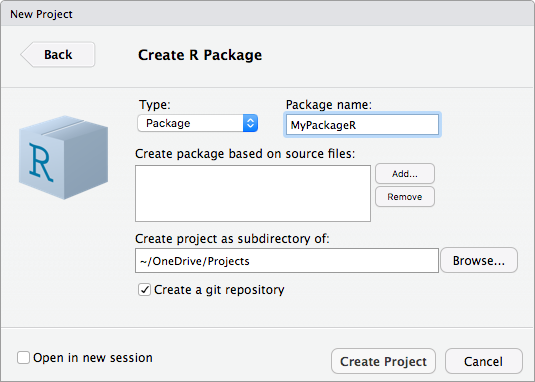 New Project
Back
Create R Package
R
Type:
Package name:
Package
MyPackageR
Create package based on source files:
Add...
Remove
Create project as subdirectory of:
~/OneDrive/Projects
Browse...
Create a git repository
Open in new session
Create Project
Cancel